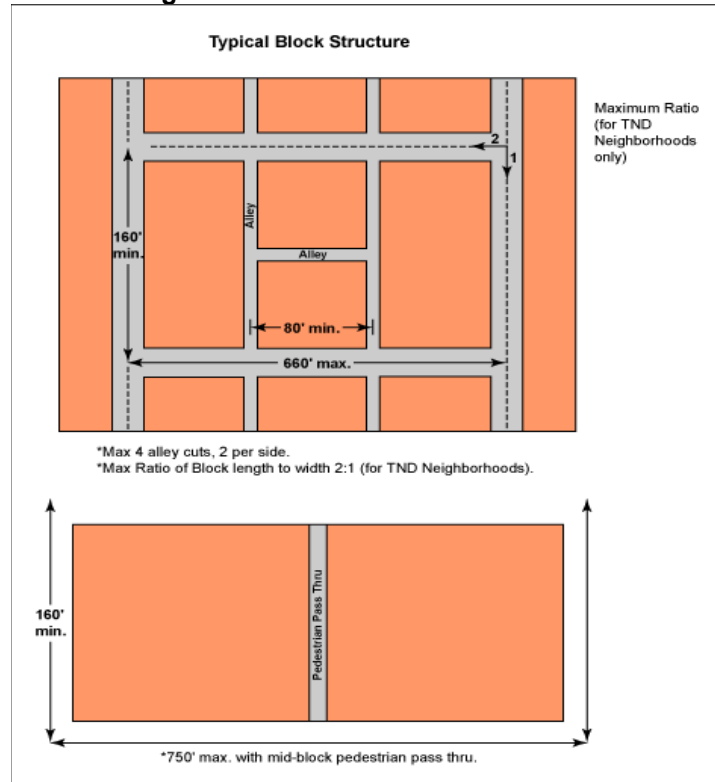 Typical Block Structure
Maximum Ratio
(for TND
Neighborhoods
only)
2
1
Alley
160'
min.
Alley
80' min.
660' max.
*Max 4 alley cuts, 2 per side.
*Max Ratio of Block length to width 2:1 (for TND Neighborhoods).
Pedestrian Pass Thru
160'
min.
*750' max. with mid-block pedestrian pass thru.